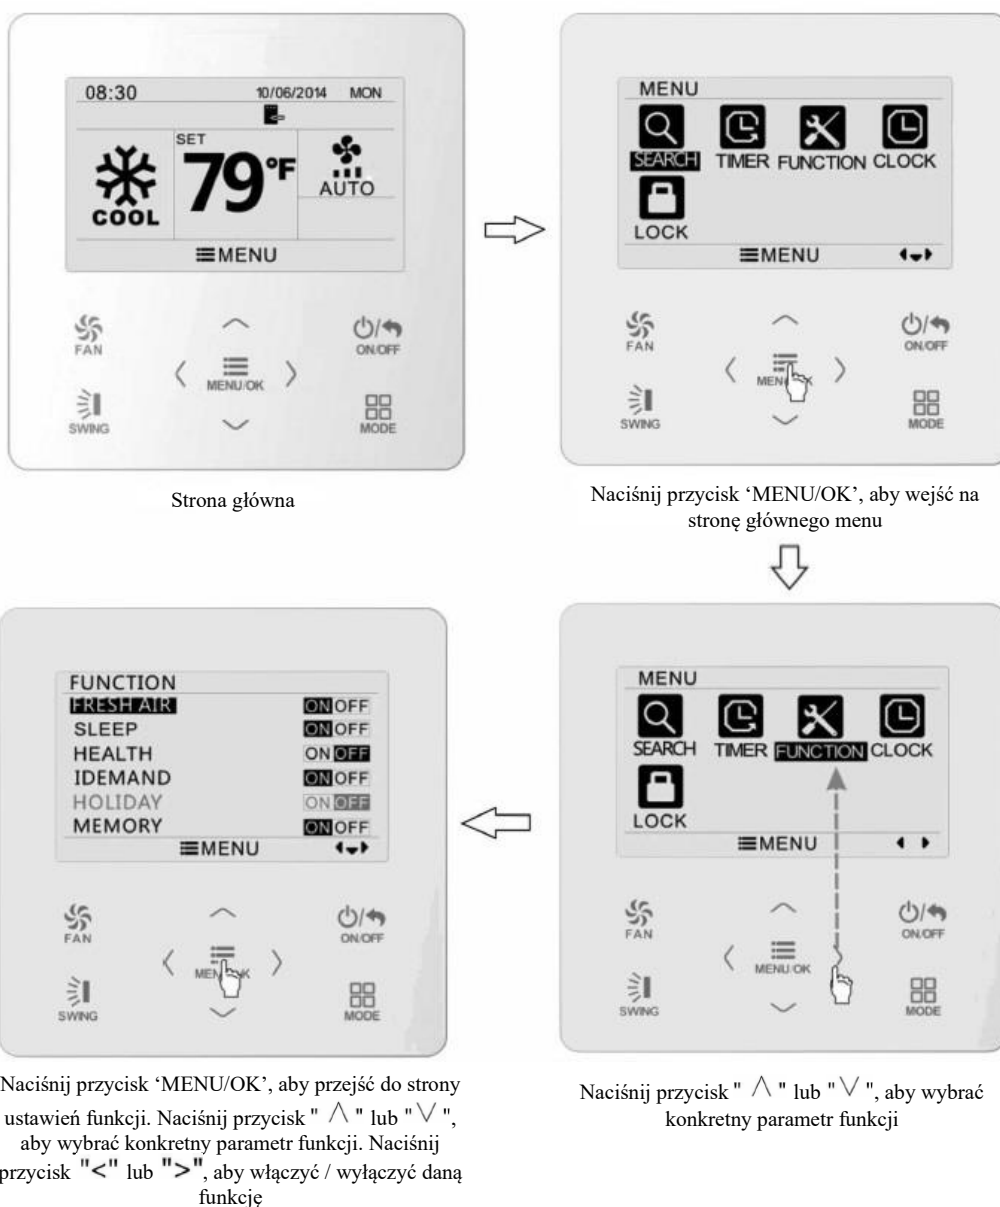 08:30 10/06/2014 MON
SET
79°F
COOL
AUTO
MENU
FAN
ON/OFF
MENU/OK
SWING
MODE
Strona główna
MENU
SEARCH TIMER FUNCTION CLOCK
LOCK
MENU
FAN
ON/OFF
MENU/OK
SWING
MODE
Naciśnij przycisk ‘MENU/OK’, aby wejść na
stronę głównego menu
MENU
SEARCH TIMER FUNCTION CLOCK
LOCK
MENU
FAN
ON/OFF
MENU/OK
SWING
MODE
Naciśnij przycisk " ∧ " lub " ∨ ", aby wybrać
konkretny parametr funkcji
FUNCTION
FRESH AIR ON OFF
SLEEP ON OFF
HEALTH ON OFF
IDEMAND ON OFF
HOLIDAY ON OFF
MEMORY ON OFF
MENU
FAN
ON/OFF
MENU/OK
SWING
MODE
Naciśnij przycisk ‘MENU/OK’, aby przejść do strony
ustawień funkcji. Naciśnij przycisk " ∧ " lub " ∨ ",
aby wybrać konkretny parametr funkcji. Naciśnij
przycisk "<" lub ">", aby włączyć / wyłączyć daną
funkcję